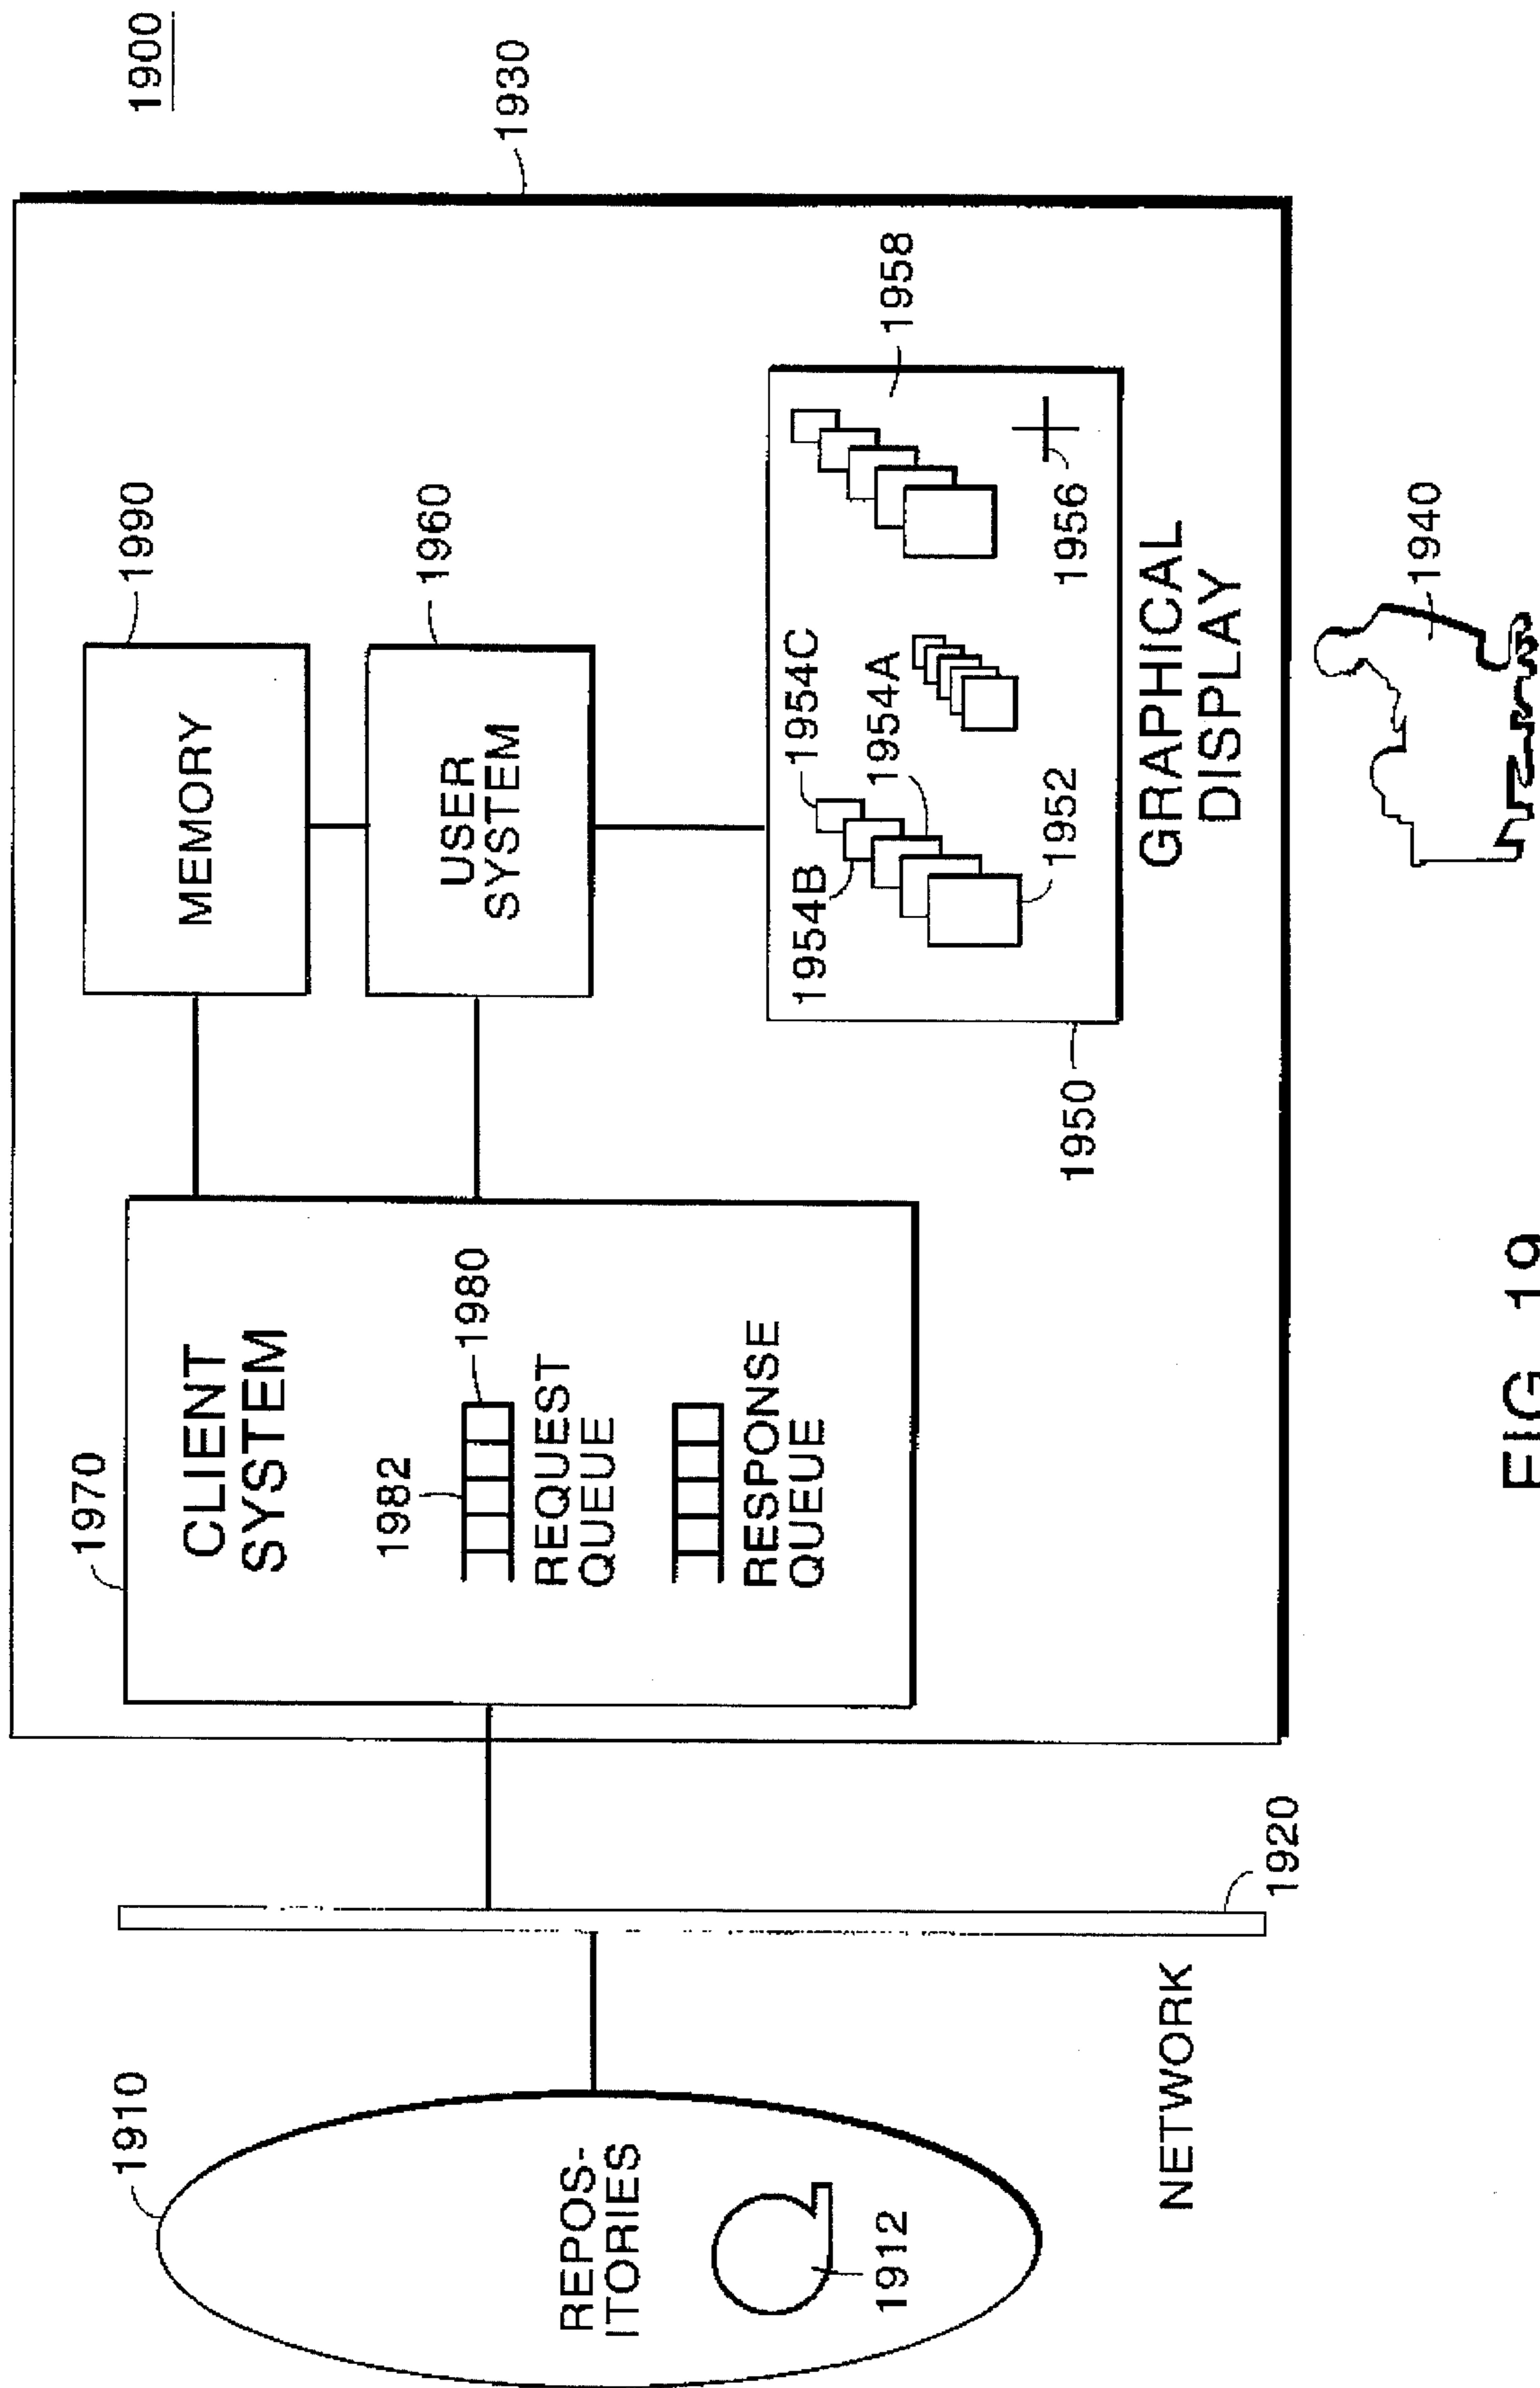 1900
1930
1910
REPOS-
ITORIES
1912
NETWORK
1920
1970
CLIENT
SYSTEM
1982
1980
REQUEST
QUEUE
RESPONSE
QUEUE
MEMORY
1990
USER
SYSTEM
1960
1954B
1954C
1954A
1952
1958
1956
1950
GRAPHICAL
DISPLAY
1940
FIG. 19